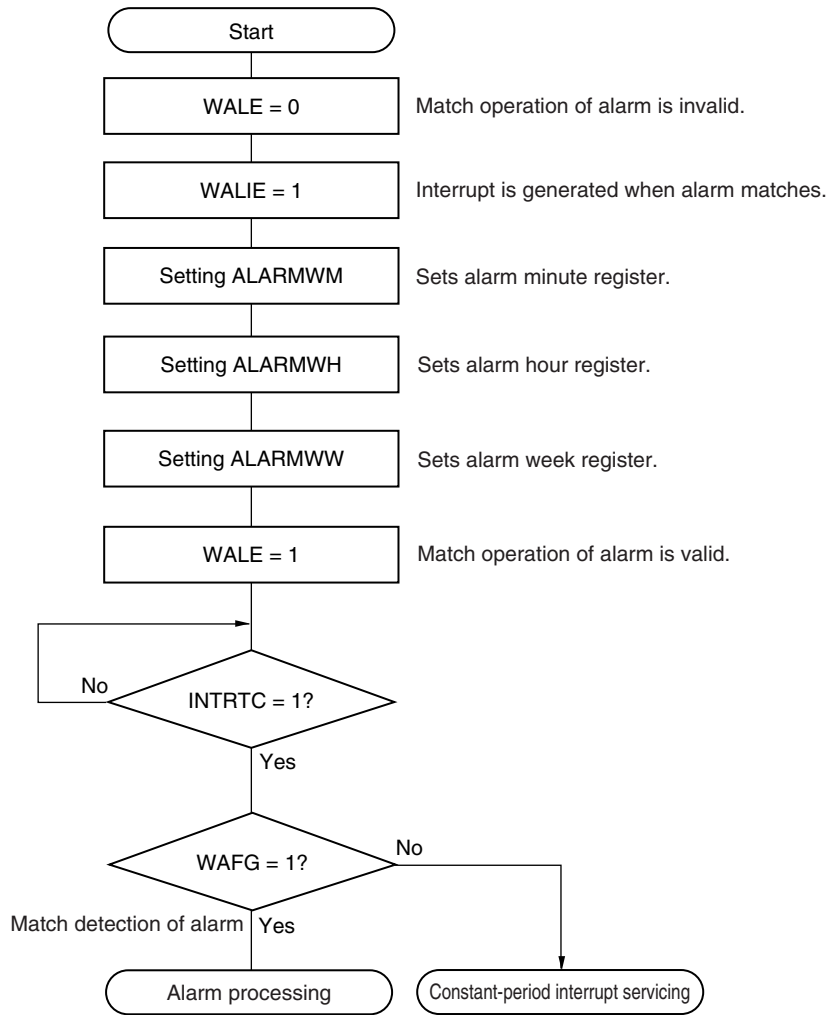 Start
WALE = 0
Match operation of alarm is invalid.
WALIE = 1
Interrupt is generated when alarm matches.
Setting ALARMWM
Sets alarm minute register.
Setting ALARMWH
Sets alarm hour register.
Setting ALARMWW
Sets alarm week register.
WALE = 1
Match operation of alarm is valid.
No
INTRTC = 1?
Yes
WAFG = 1?
No
Match detection of alarm
Yes
Alarm processing
Constant-period interrupt servicing